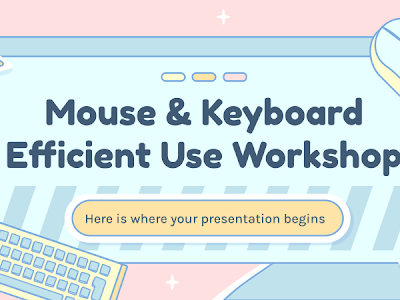 Mouse & Keyboard
Efficient Use Workshop
Here is where your presentation begins